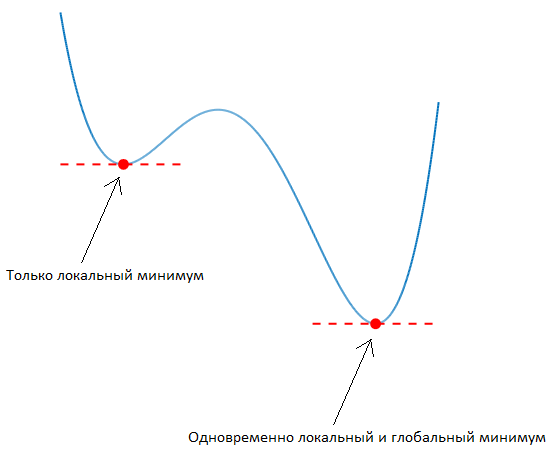 Только локальный минимум
Одновременно локальный и глобальный минимум